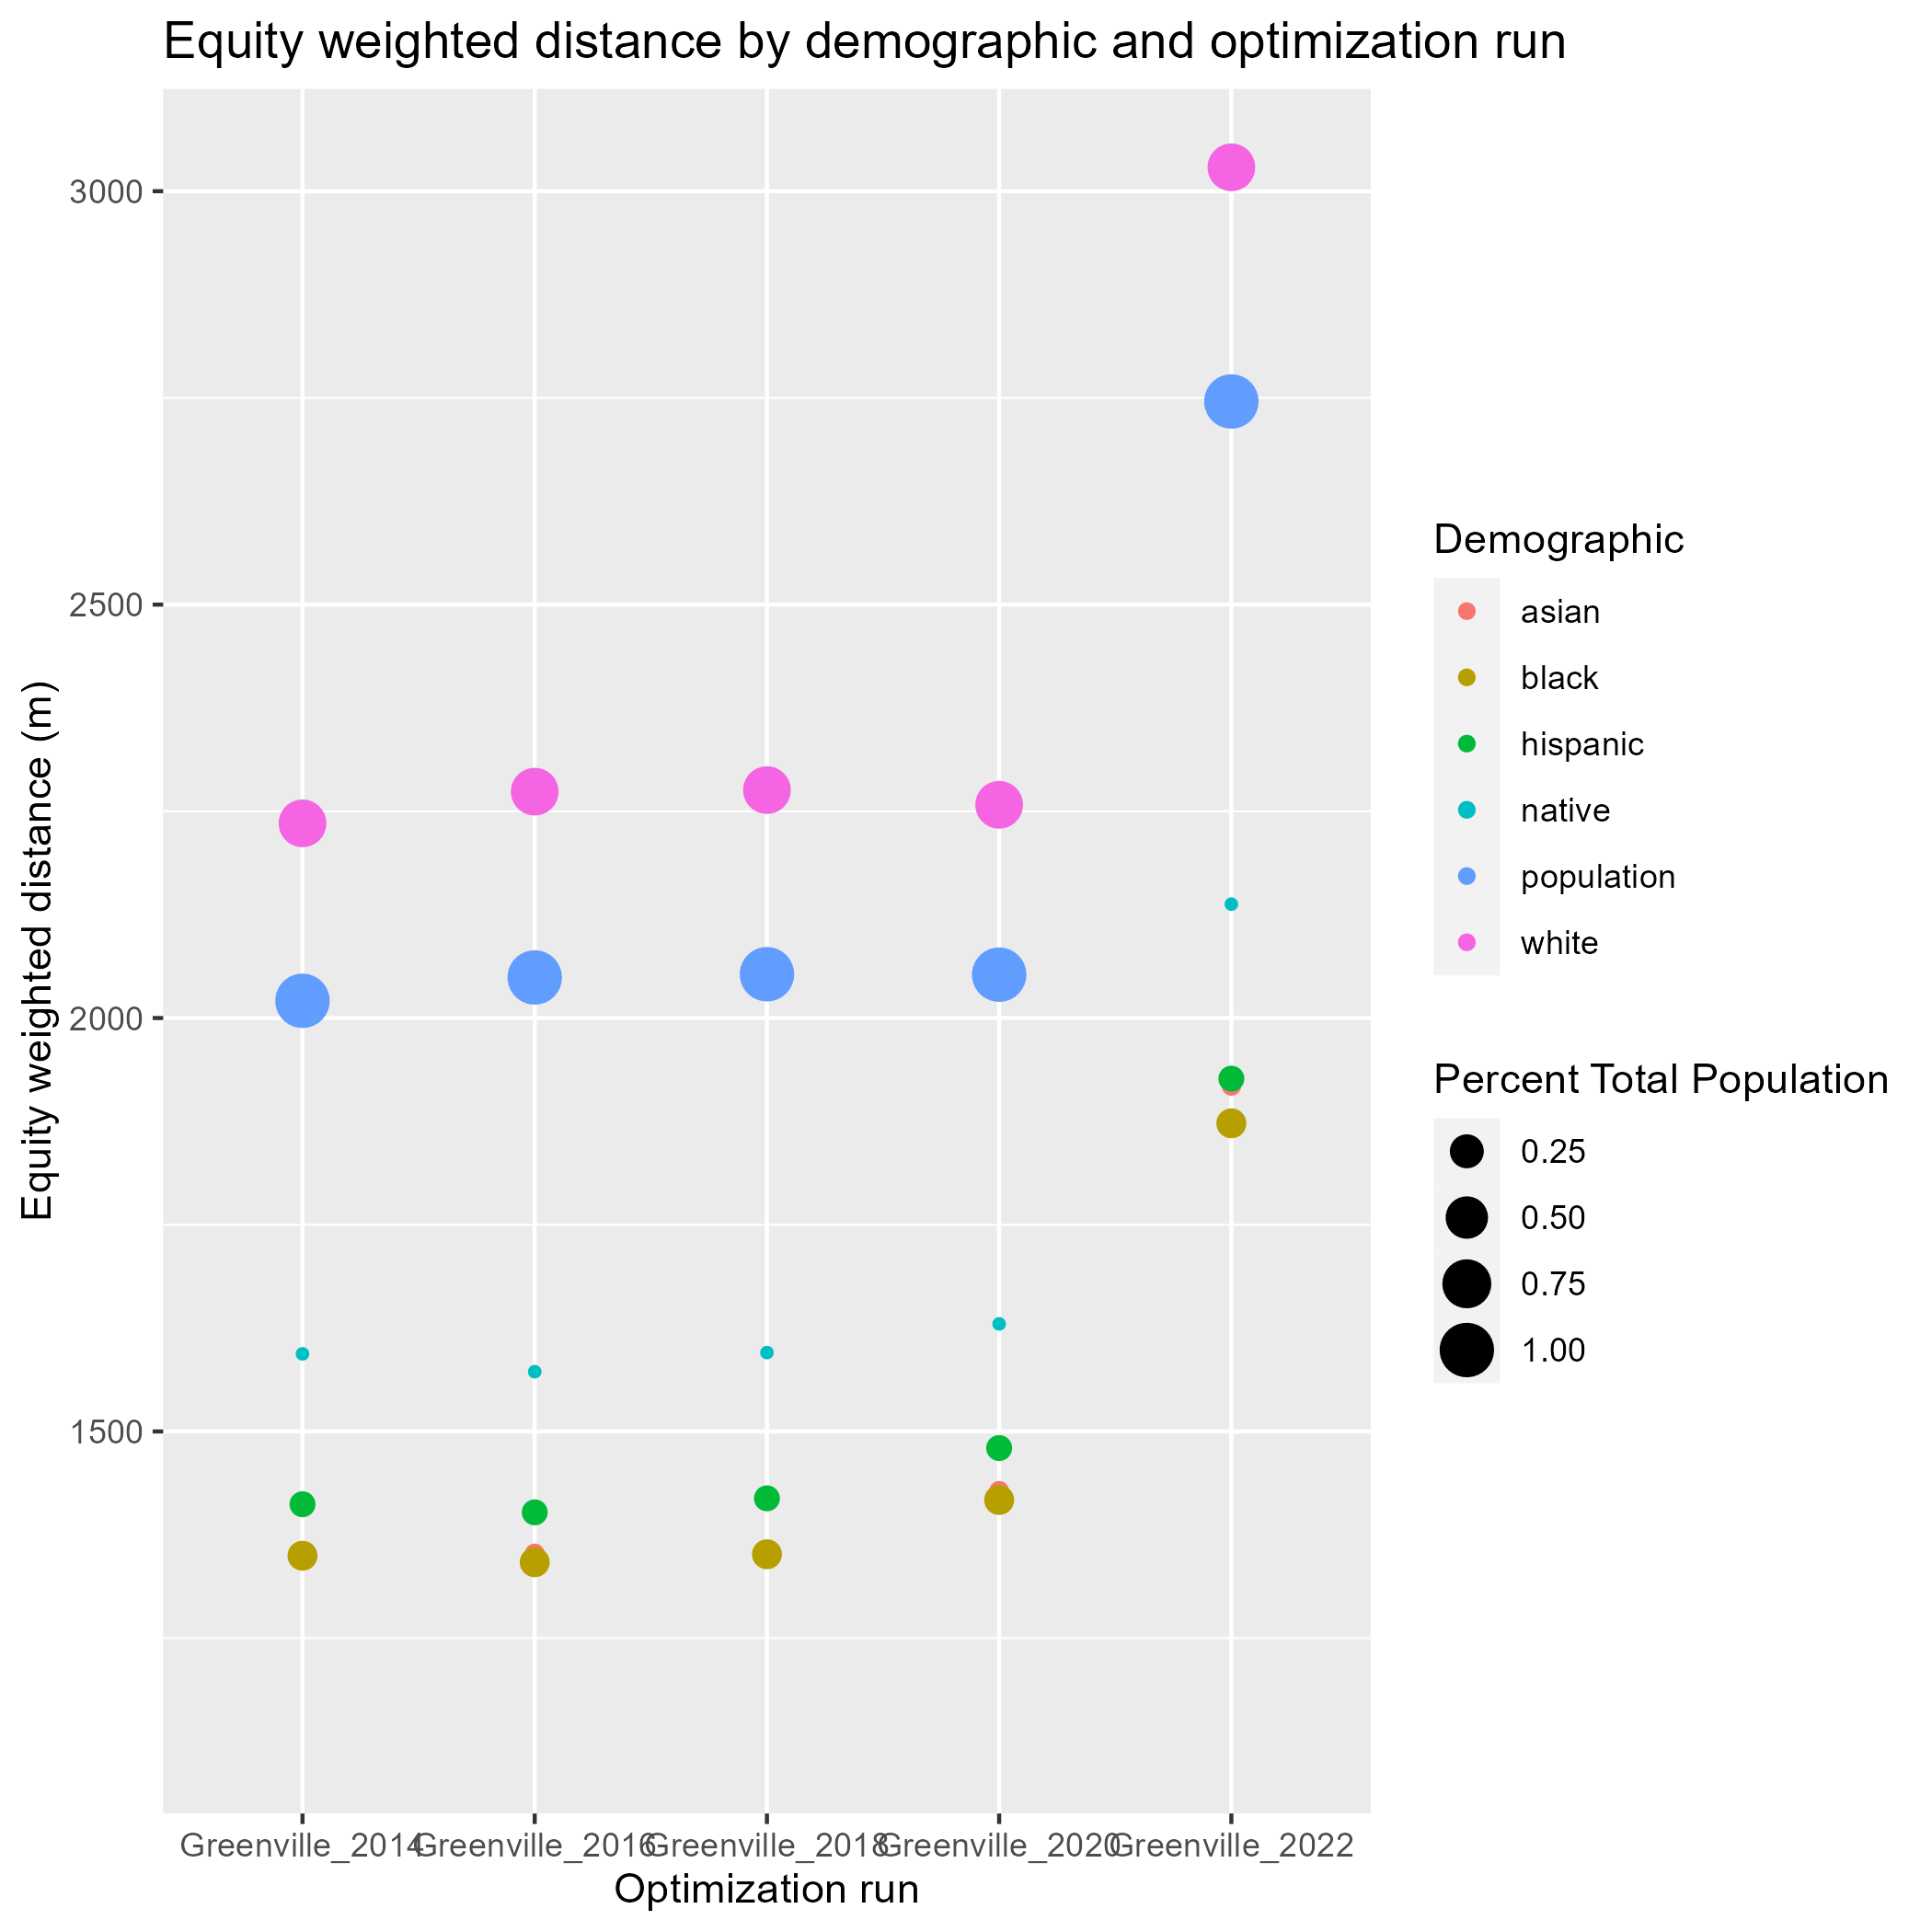 Equity weighted distance by demographic and optimization run
3000
2500
2000
1500
Equity weighted distance (m)
Greenville_2014 Greenville_2016 Greenville_2018 Greenville_2020 Greenville_2022
Optimization run
Demographic
asian
black
hispanic
native
population
white
Percent Total Population
0.25
0.50
0.75
1.00